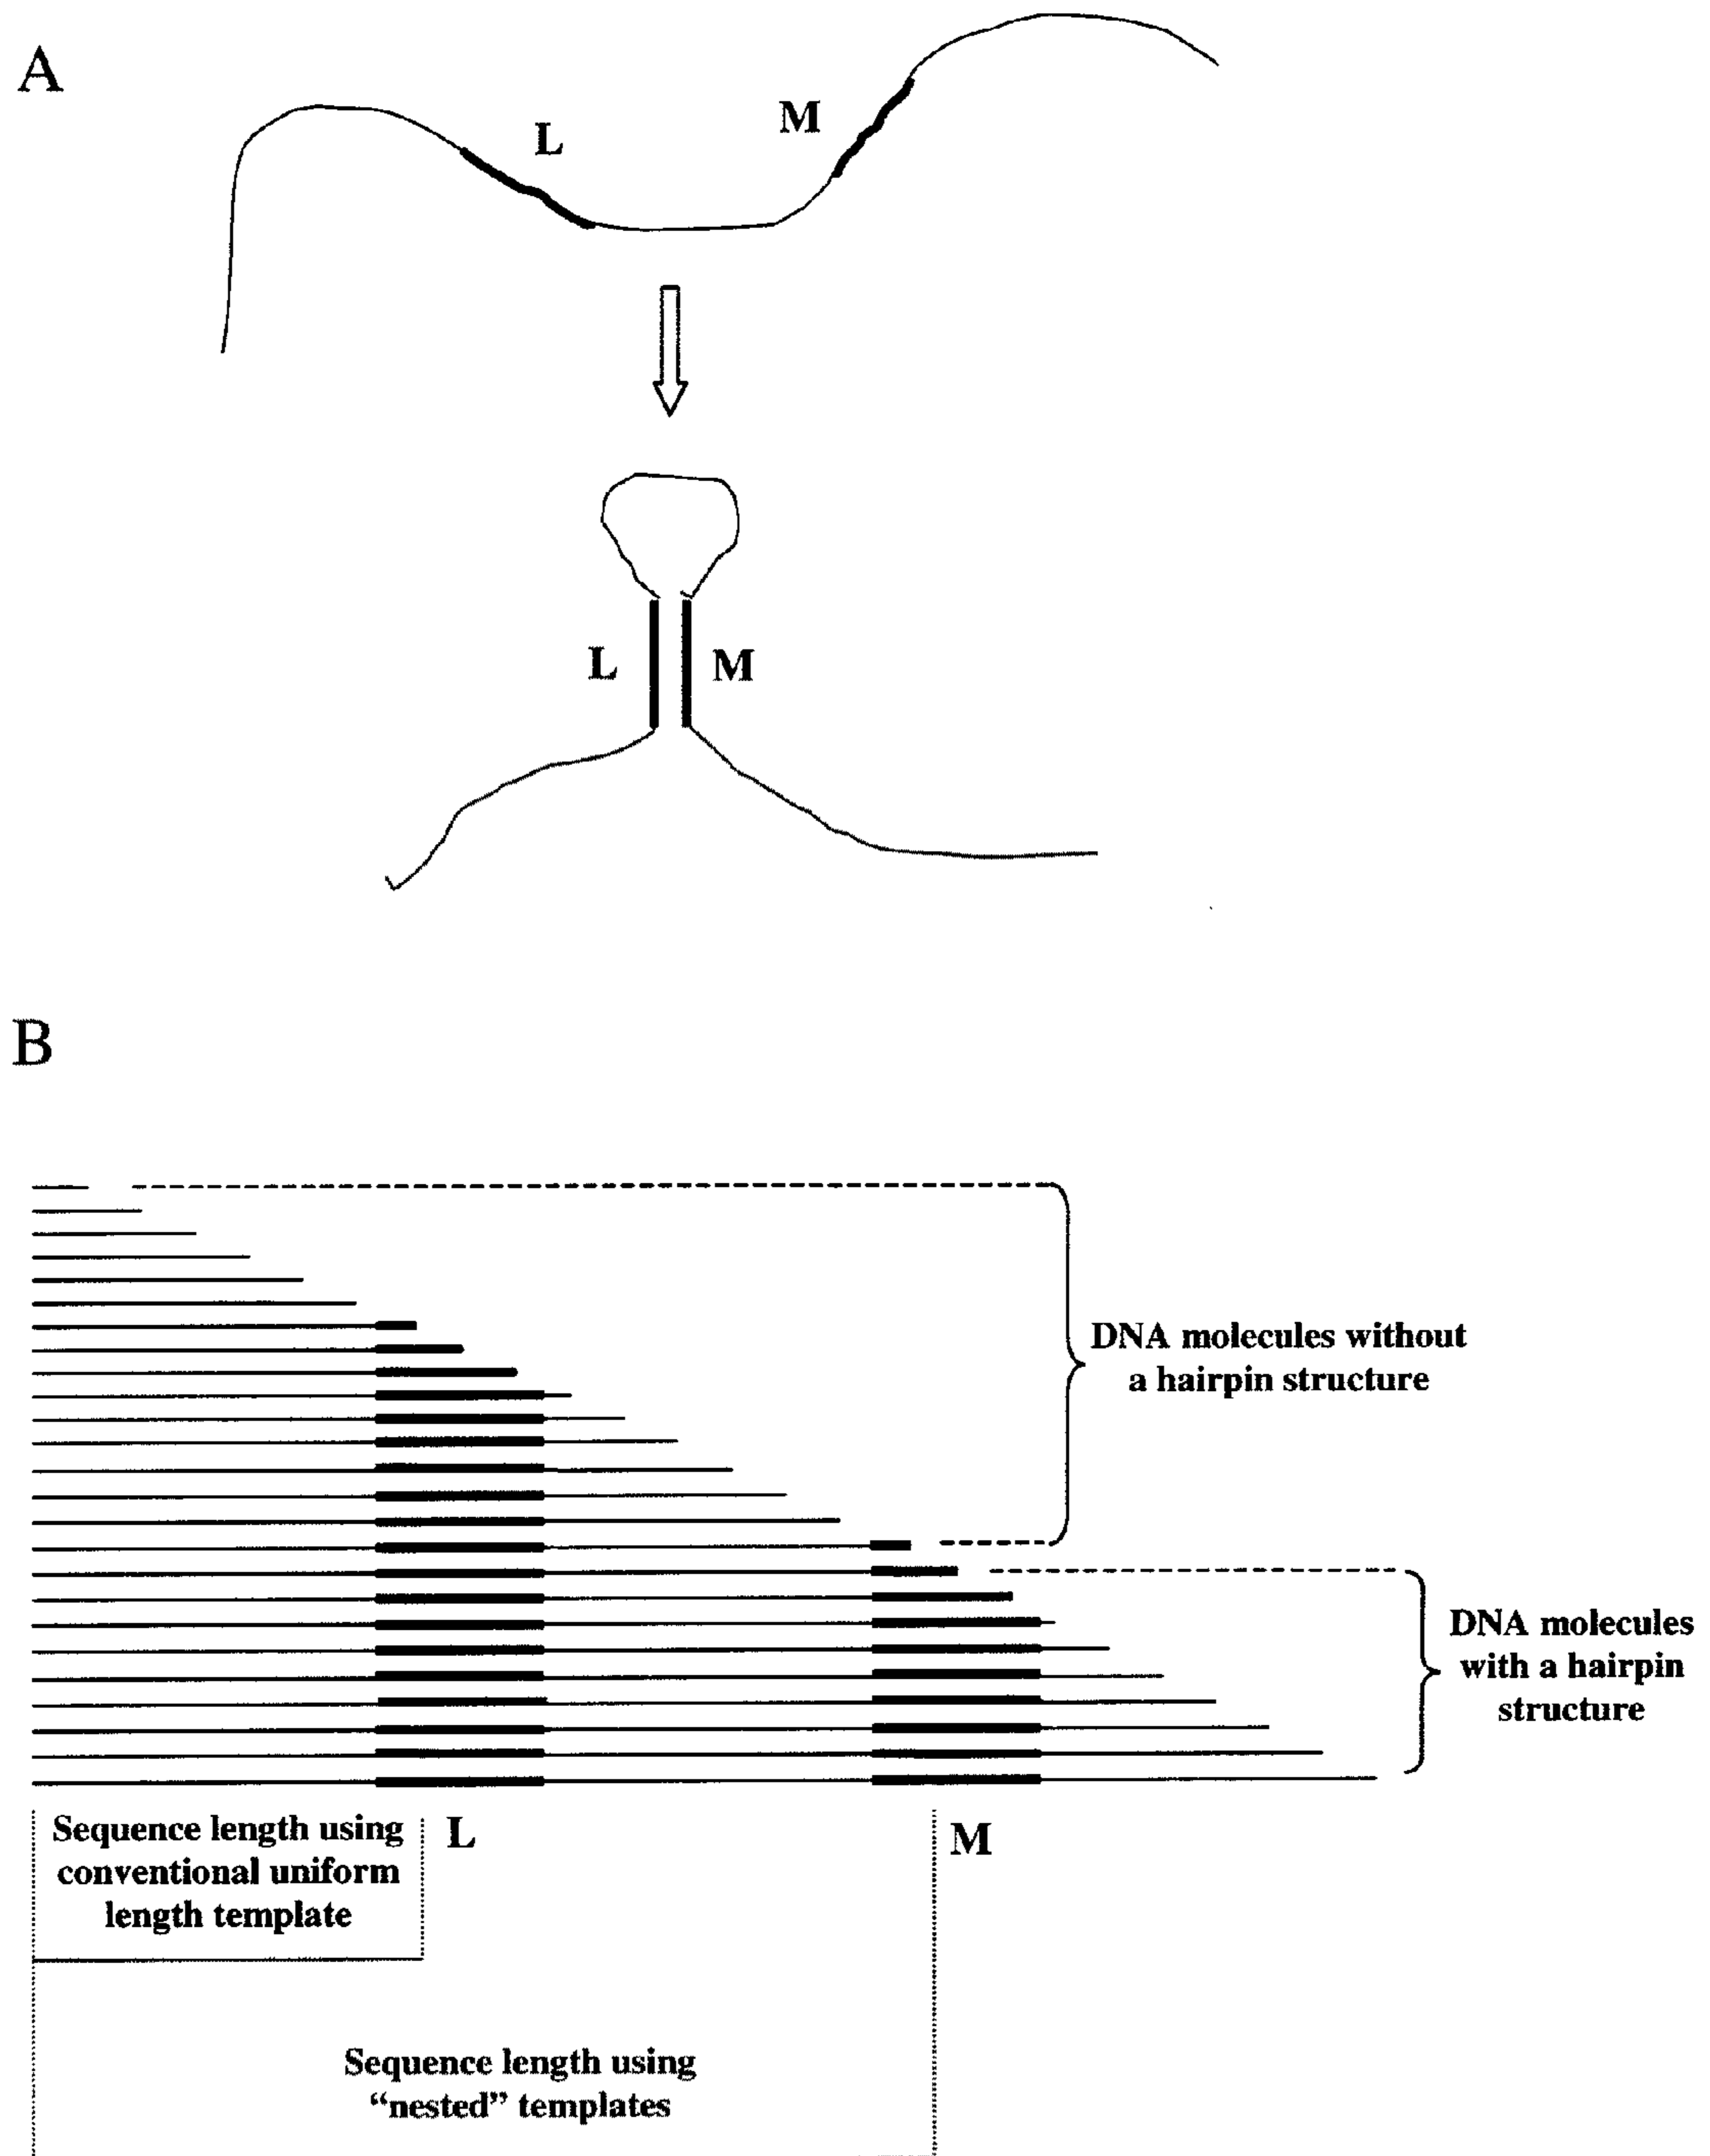 A
L
M
L
M
B
DNA molecules without
a hairpin structure
DNA molecules
with a hairpin
structure
Sequence length using
conventional uniform
length template
L
M
Sequence length using
“nested” templates